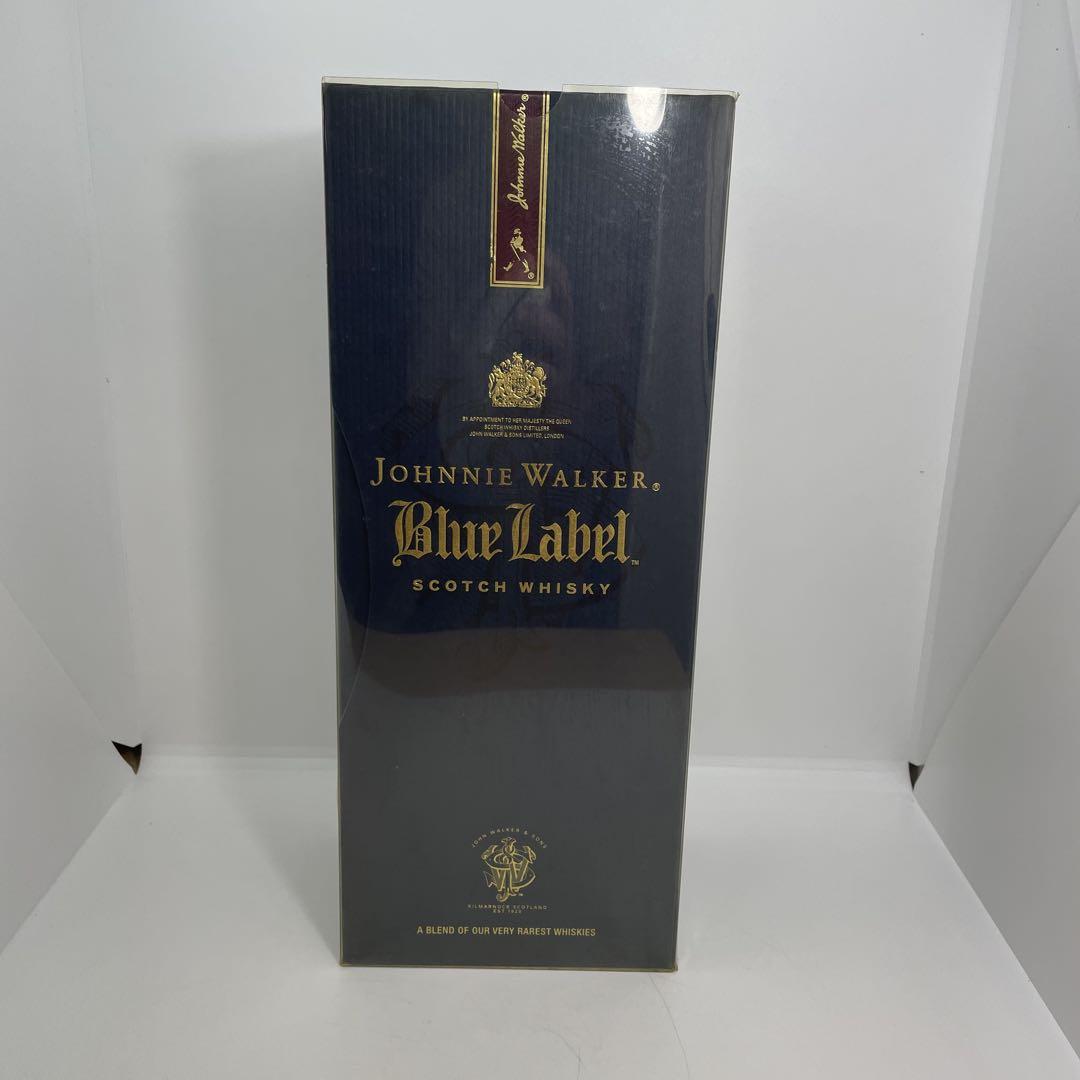 Johnnie Walker ®
®
BY APPOINTMENT TO HER MAJESTY THE QUEEN
SCOTCH WHISKY DISTILLERS
JOHN WALKER & SONS LIMITED, LONDON
JOHNNIE WALKER®
Blue Label™
SCOTCH WHISKY
JOHN WALKER & SONS
KILMARNOCK SCOTLAND
EST 1820
A BLEND OF OUR VERY RAREST WHISKIES